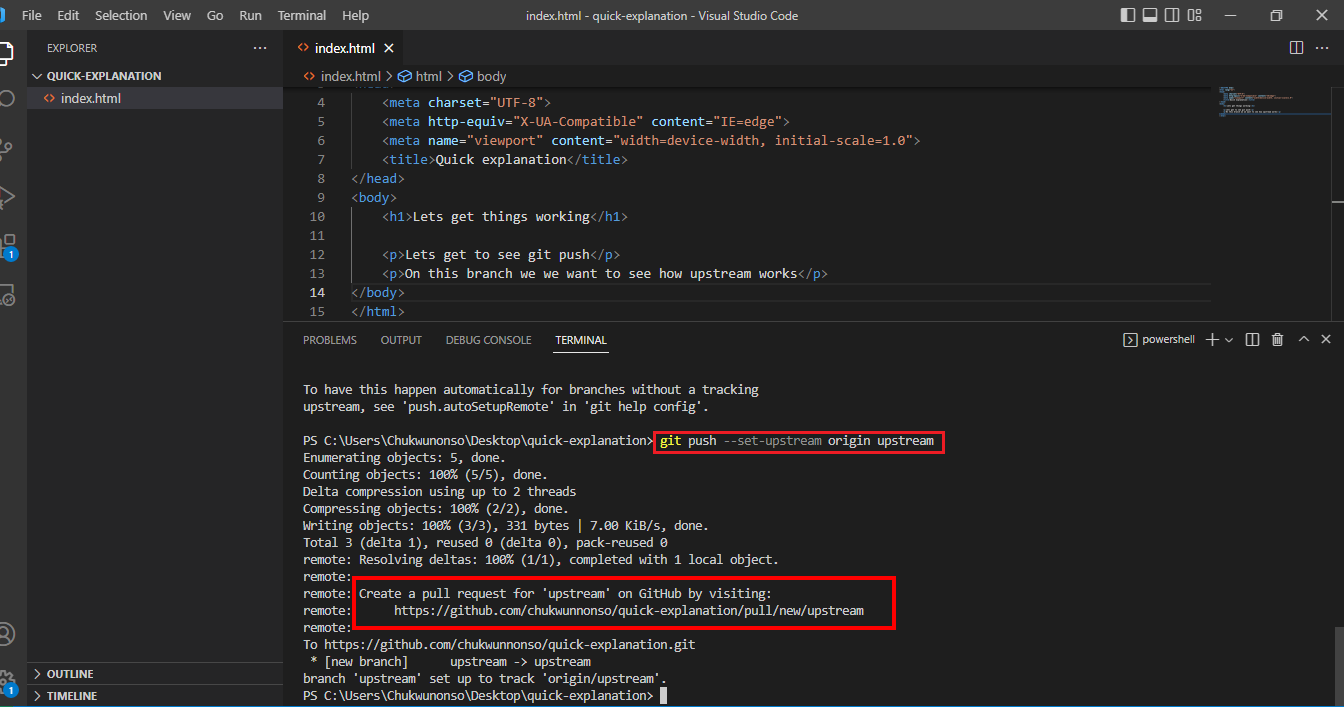 File Edit Selection View Go Run Terminal Help
index.html - quick-explanation - Visual Studio Code
EXPLORER
QUICK-EXPLANATION
index.html
1
OUTLINE
TIMELINE
1
index.html
index.html > html > body
4 <meta charset="UTF-8">
5 <meta http-equiv="X-UA-Compatible" content="IE=edge">
6 <meta name="viewport" content="width=device-width, initial-scale=1.0">
7 <title>Quick explanation</title>
8 </head>
9 <body>
10 <h1>Lets get things working</h1>
11
12 <p>Lets get to see git push</p>
13 <p>On this branch we we want to see how upstream works</p>
14 </body>
15 </html>
PROBLEMS OUTPUT DEBUG CONSOLE TERMINAL
powershell
To have this happen automatically for branches without a tracking
upstream, see 'push.autoSetupRemote' in 'git help config'.
PS C:\Users\Chukwunonso\Desktop\quick-explanation> git push --set-upstream origin upstream
Enumerating objects: 5, done.
Counting objects: 100% (5/5), done.
Delta compression using up to 2 threads
Compressing objects: 100% (2/2), done.
Writing objects: 100% (3/3), 331 bytes | 7.00 KiB/s, done.
Total 3 (delta 1), reused 0 (delta 0), pack-reused 0
remote: Resolving deltas: 100% (1/1), completed with 1 local object.
remote:
remote: Create a pull request for 'upstream' on GitHub by visiting:
remote: https://github.com/chukwunnonso/quick-explanation/pull/new/upstream
remote:
To https://github.com/chukwunnonso/quick-explanation.git
* [new branch] upstream -> upstream
branch 'upstream' set up to track 'origin/upstream'.
PS C:\Users\Chukwunonso\Desktop\quick-explanation>